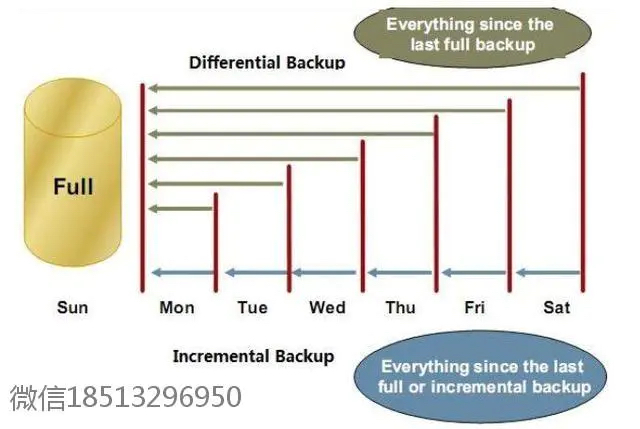 Everything since the
last full backup
Differential Backup
Full
Sun Mon Tue Wed Thu Fri Sat
Incremental Backup
Everything since the last
full or incremental backup
微信18513296950